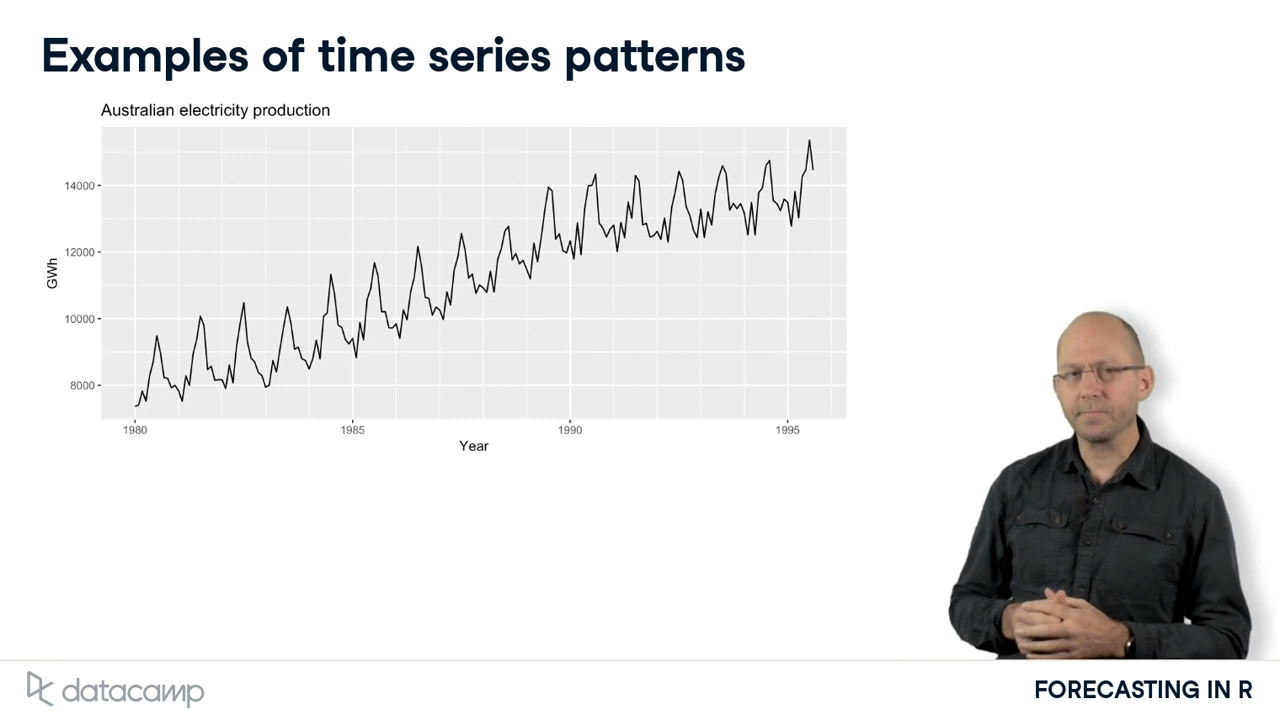 Examples of time series patterns
Australian electricity production
14000
12000
10000
8000
GWh
1980 1985 1990 1995
Year
datacamp
FORECASTING IN R